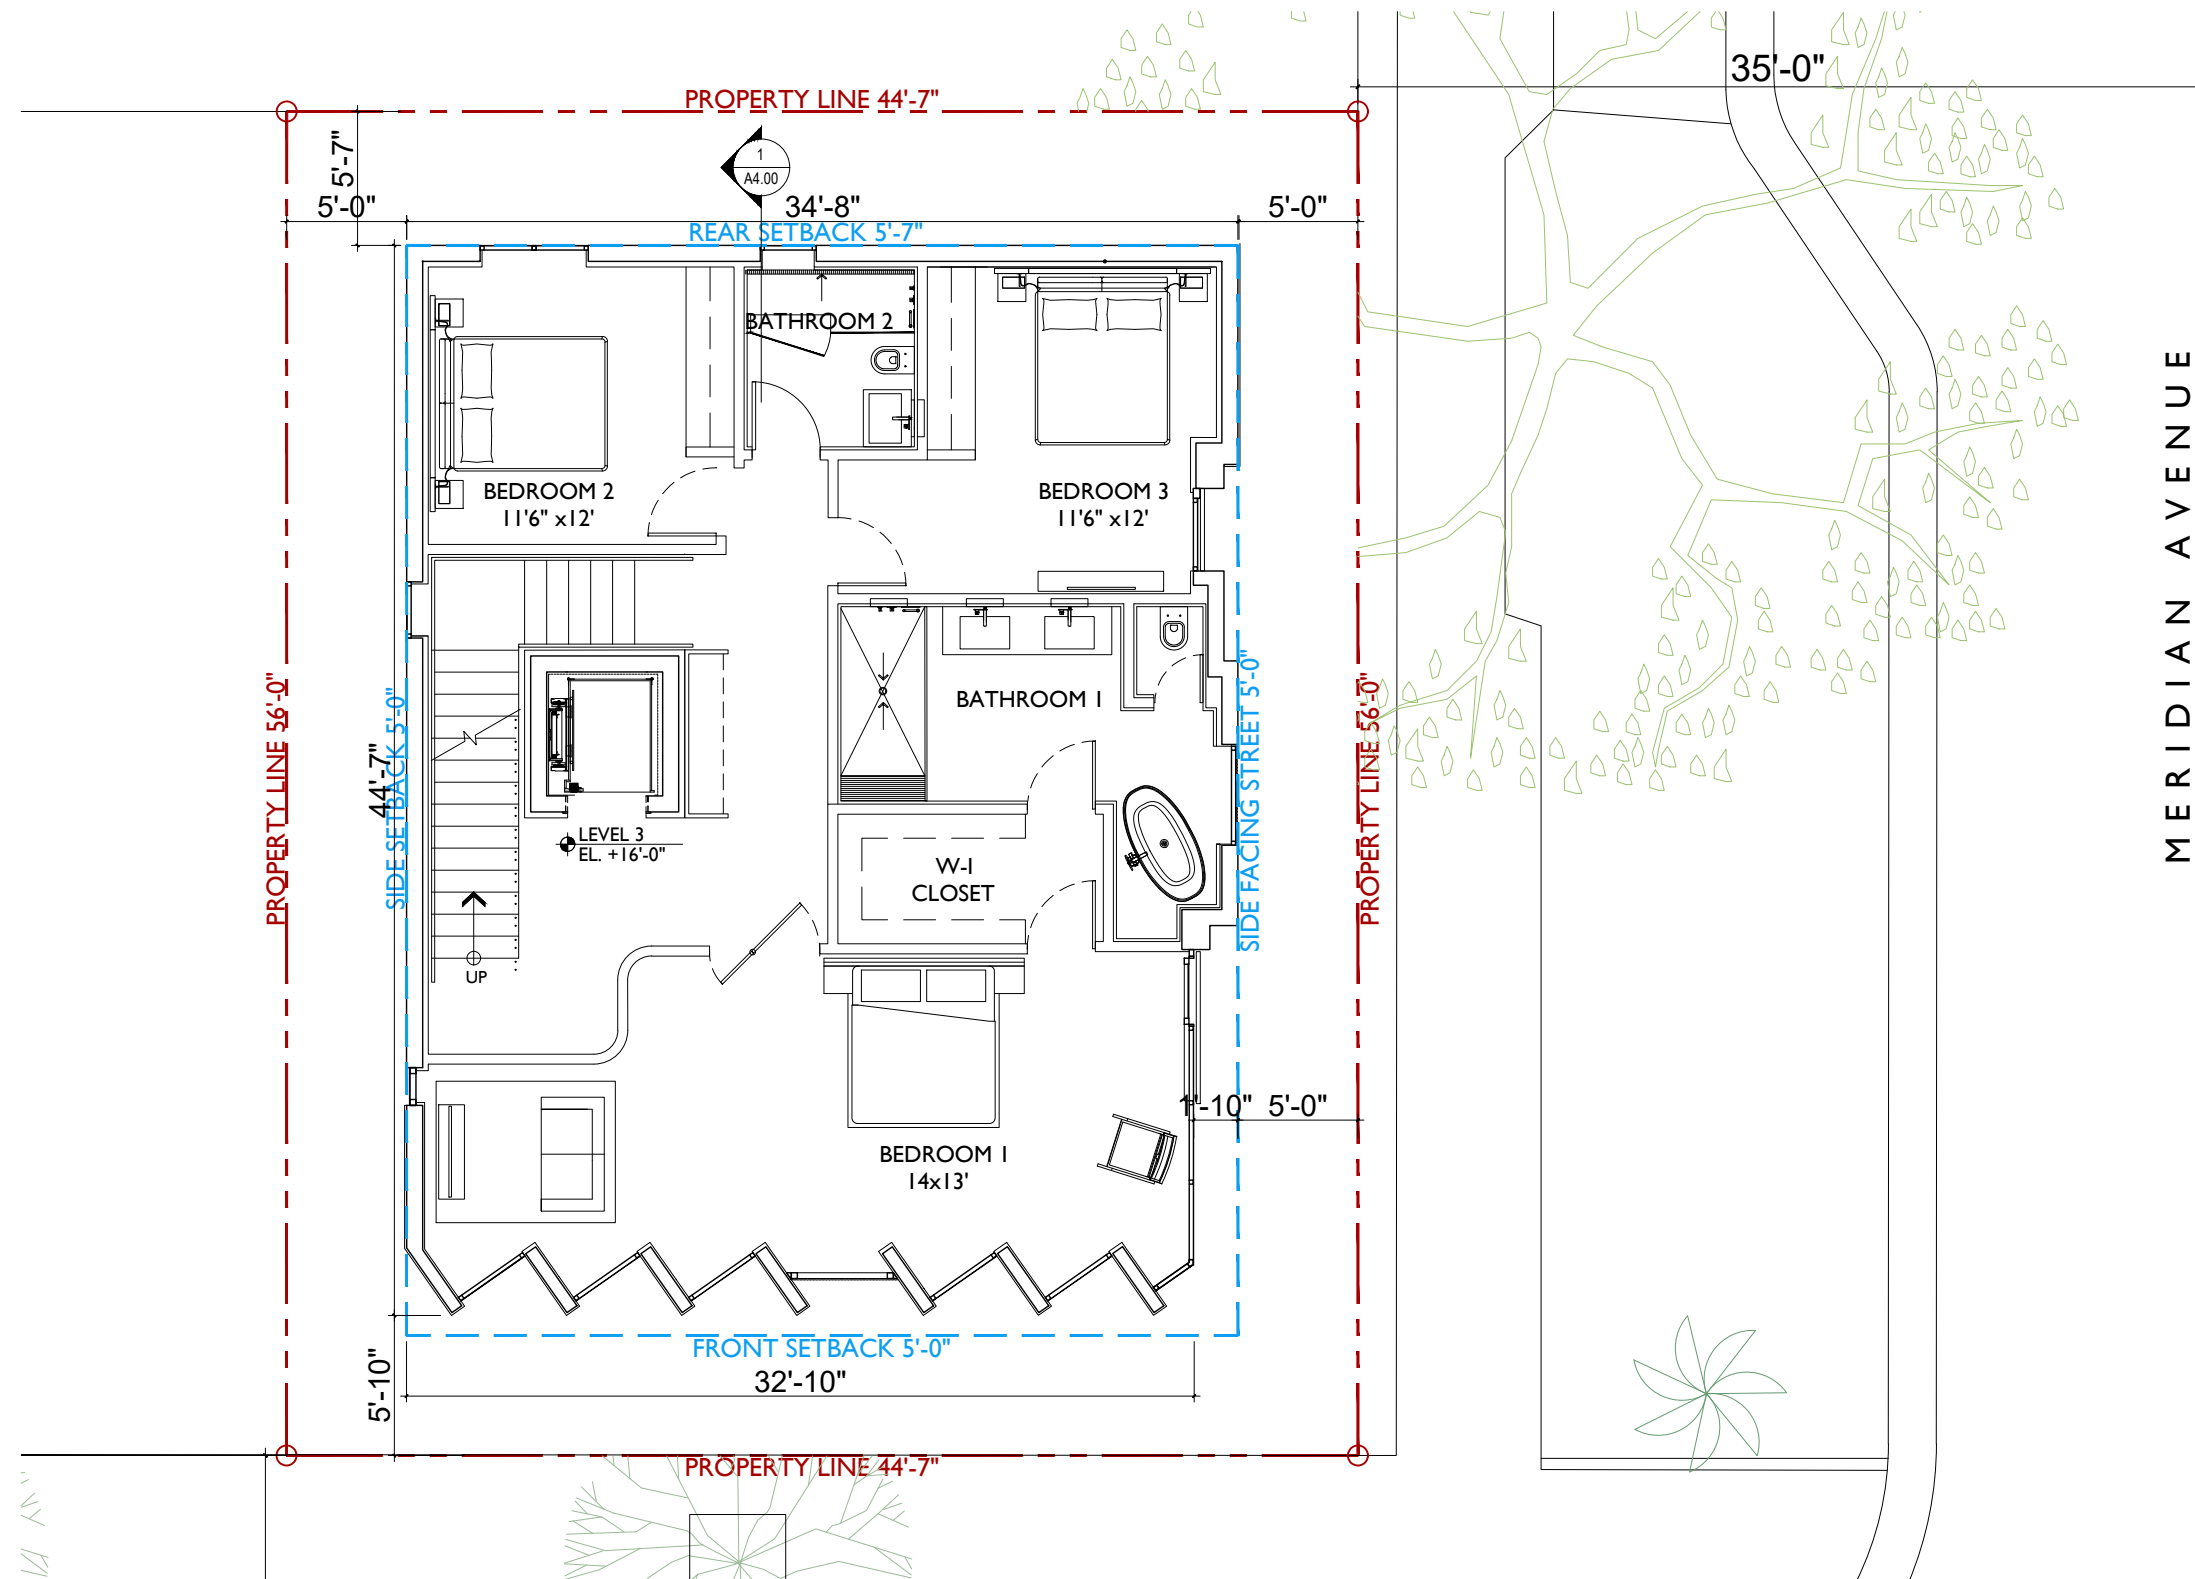 35'-0"
PROPERTY LINE 44'-7"
5'-7"
1
A4.00
5'-0"
34'-8"
5'-0"
REAR SETBACK 5'-7"
BATHROOM 2
BEDROOM 2
11'6" x12'
BEDROOM 3
11'6" x12'
MERIDIAN AVENUE
PROPERTY LINE 56'-0"
SIDE SETBACK 5'-0"
44'-7"
BATHROOM 1
SIDE FACING STREET 5'-0"
PROPERTY LINE 56'-0"
LEVEL 3
EL. +16'-0"
W-I
CLOSET
UP
1'-10"
5'-0"
BEDROOM 1
14x13'
FRONT SETBACK 5'-0"
32'-10"
5'-10"
PROPERTY LINE 44'-7"